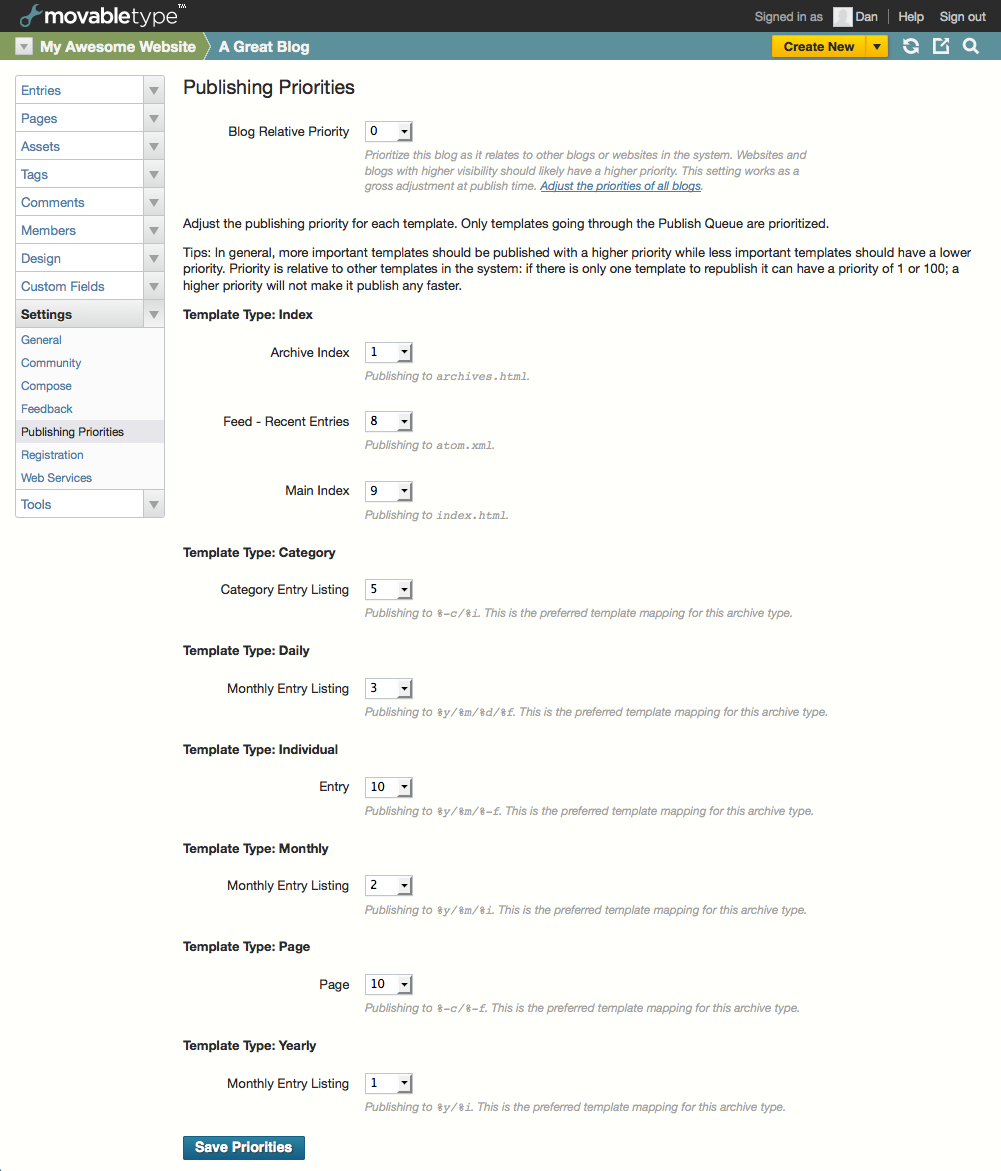 movabletype™
Signed in as Dan Help Sign out
My Awesome Website A Great Blog Create New
Entries
Pages
Assets
Tags
Comments
Members
Design
Custom Fields
Settings
General
Community
Compose
Feedback
Publishing Priorities
Registration
Web Services
Tools
Publishing Priorities
Blog Relative Priority 0
Prioritize this blog as it relates to other blogs or websites in the system. Websites and
blogs with higher visibility should likely have a higher priority. This setting works as a
gross adjustment at publish time. Adjust the priorities of all blogs.
Adjust the publishing priority for each template. Only templates going through the Publish Queue are prioritized.
Tips: In general, more important templates should be published with a higher priority while less important templates should have a lower
priority. Priority is relative to other templates in the system: if there is only one template to republish it can have a priority of 1 or 100; a
higher priority will not make it publish any faster.
Template Type: Index
Archive Index 1
Publishing to archives.html.
Feed - Recent Entries 8
Publishing to atom.xml.
Main Index 9
Publishing to index.html.
Template Type: Category
Category Entry Listing 5
Publishing to %-c/%i. This is the preferred template mapping for this archive type.
Template Type: Daily
Monthly Entry Listing 3
Publishing to %y/%m/%d/%f. This is the preferred template mapping for this archive type.
Template Type: Individual
Entry 10
Publishing to %y/%m/%-f. This is the preferred template mapping for this archive type.
Template Type: Monthly
Monthly Entry Listing 2
Publishing to %y/%m/%i. This is the preferred template mapping for this archive type.
Template Type: Page
Page 10
Publishing to %-c/%-f. This is the preferred template mapping for this archive type.
Template Type: Yearly
Monthly Entry Listing 1
Publishing to %y/%i. This is the preferred template mapping for this archive type.
Save Priorities